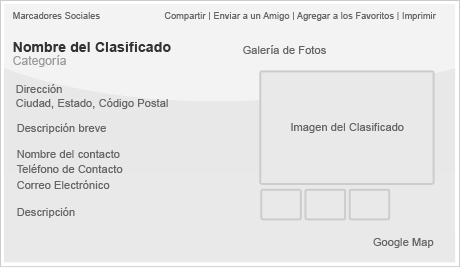 Marcadores Sociales
Compartir | Enviar a un Amigo | Agregar a los Favoritos | Imprimir
Nombre del Clasificado
Categoría
Galería de Fotos
Dirección
Ciudad, Estado, Código Postal
Descripción breve
Imagen del Clasificado
Nombre del contacto
Teléfono de Contacto
Correo Electrónico
Descripción
Google Map